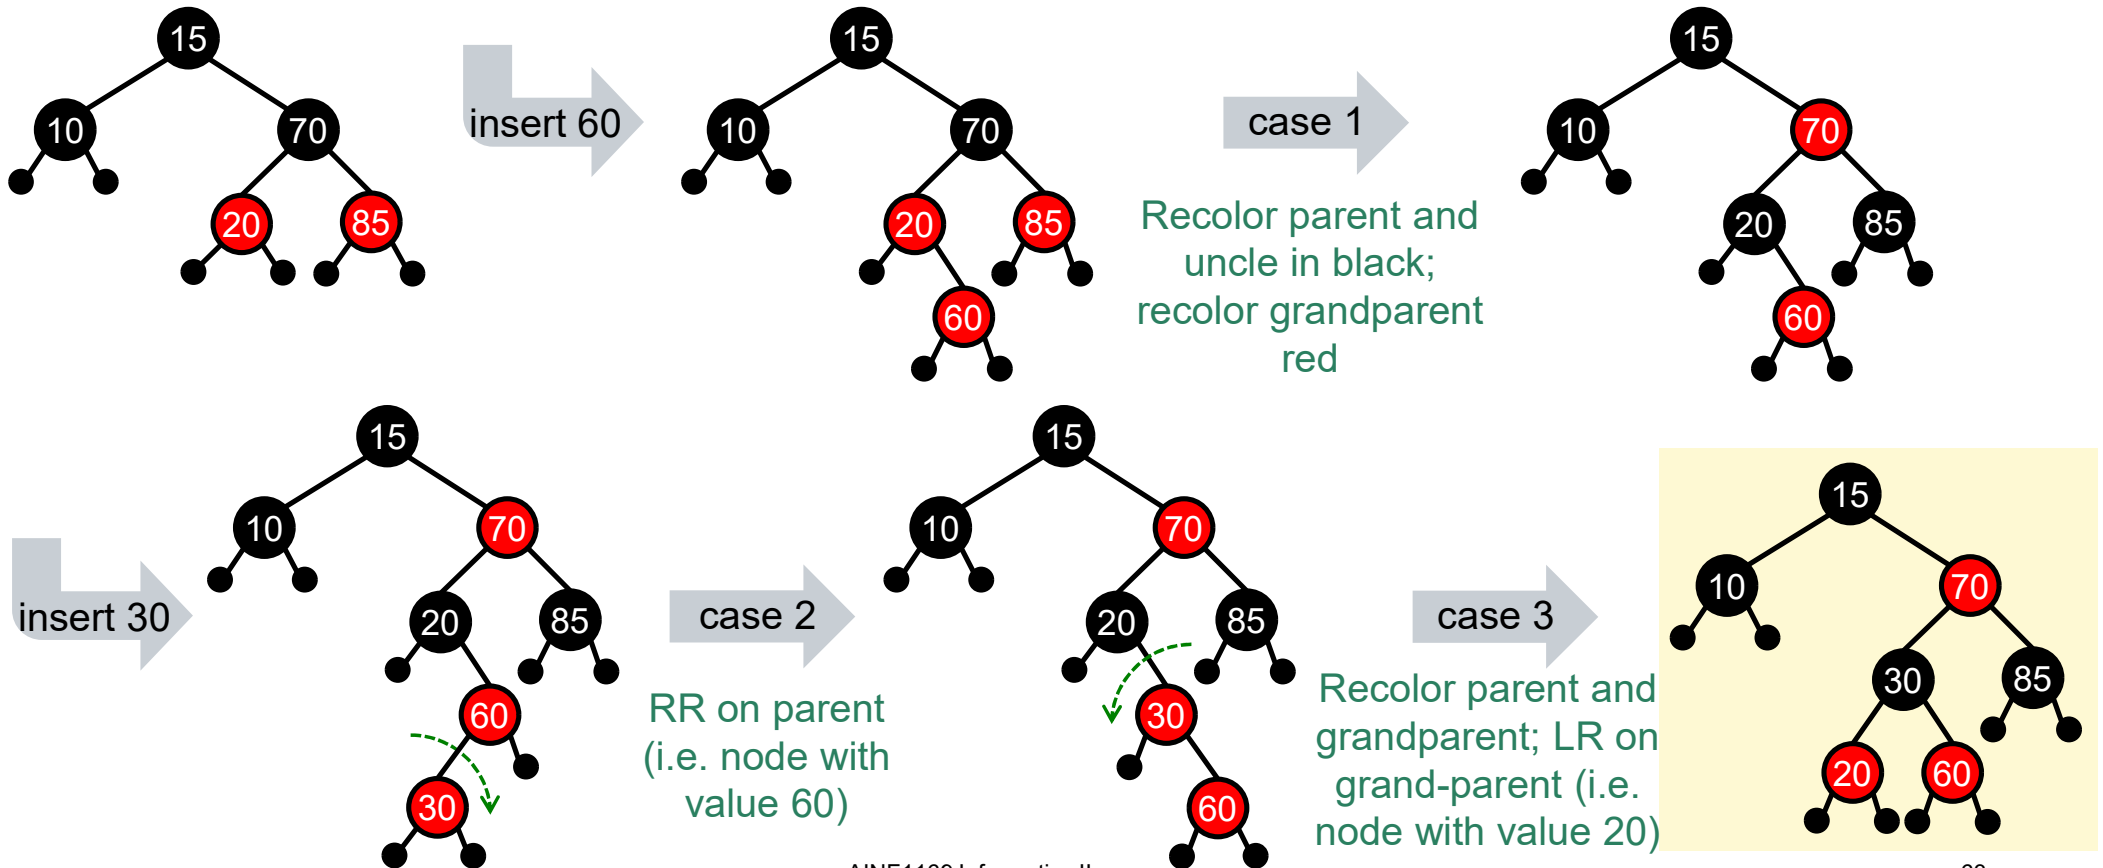 15
10
70
20
85
insert 60
15
10
70
20
85
60
case 1
Recolor parent and
uncle in black;
recolor grandparent
red
15
10
70
20
85
60
insert 30
15
10
70
20
85
60
30
case 2
RR on parent
(i.e. node with
value 60)
15
10
70
20
85
30
60
case 3
Recolor parent and
grandparent; LR on
grand-parent (i.e.
node with value 20)
15
10
70
30
85
20
60